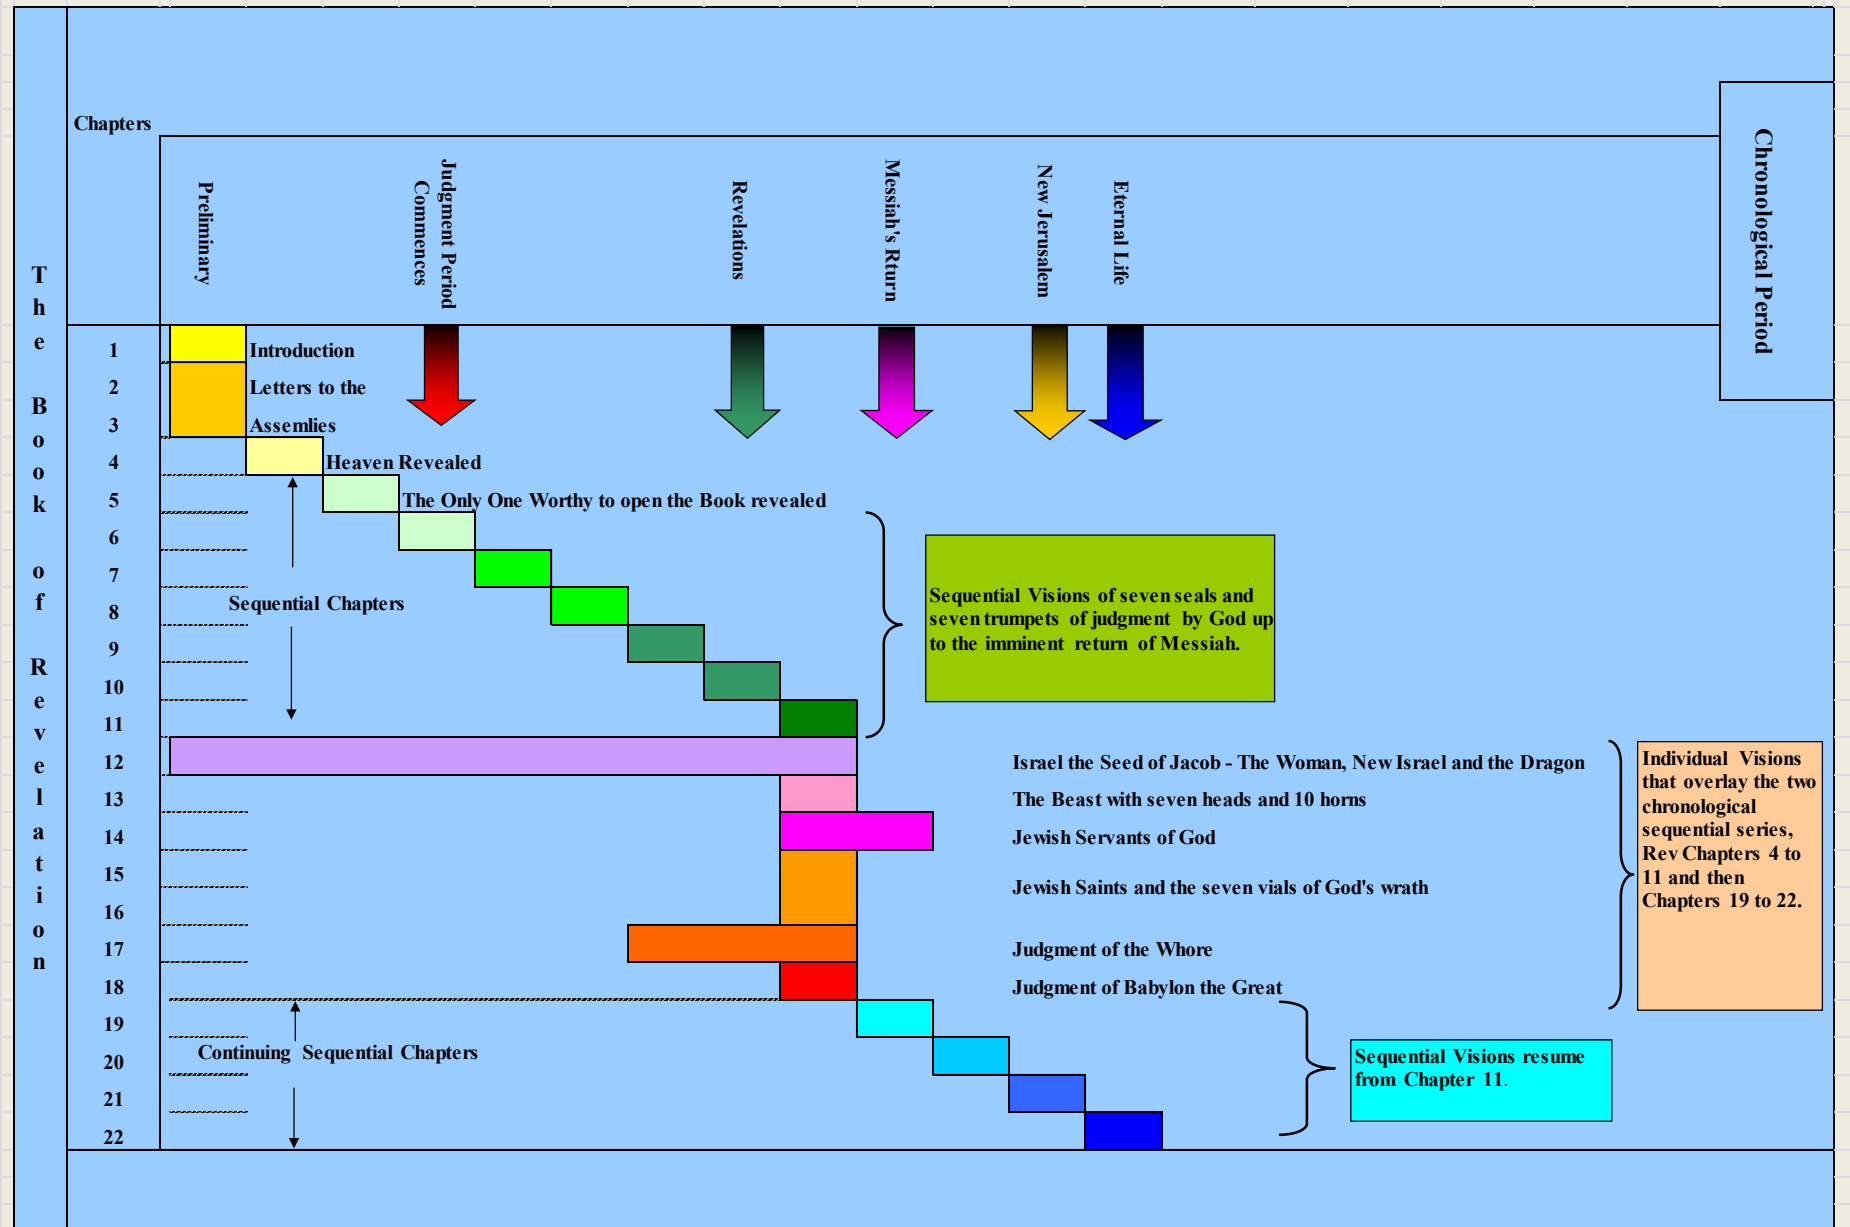 The Book of Revelation
Chapters
Preliminary
Judgment Period
Commences
Revelations
Messiah's Rturn
New Jerusalem
Eternal Life
Chronological Period
1
Introduction
2
Letters to the
3
Assemlies
4
Heaven Revealed
5
The Only One Worthy to open the Book revealed
6
7
8
Sequential Chapters
9
10
11
Sequential Visions of seven seals and
seven trumpets of judgment by God up
to the imminent return of Messiah.
12
Israel the Seed of Jacob - The Woman, New Israel and the Dragon
13
The Beast with seven heads and 10 horns
14
Jewish Servants of God
15
16
Jewish Saints and the seven vials of God's wrath
17
Judgment of the Whore
18
Judgment of Babylon the Great
Individual Visions
that overlay the two
chronological
sequential series,
Rev Chapters 4 to
11 and then
Chapters 19 to 22.
19
20
Continuing Sequential Chapters
21
22
Sequential Visions resume
from Chapter 11.